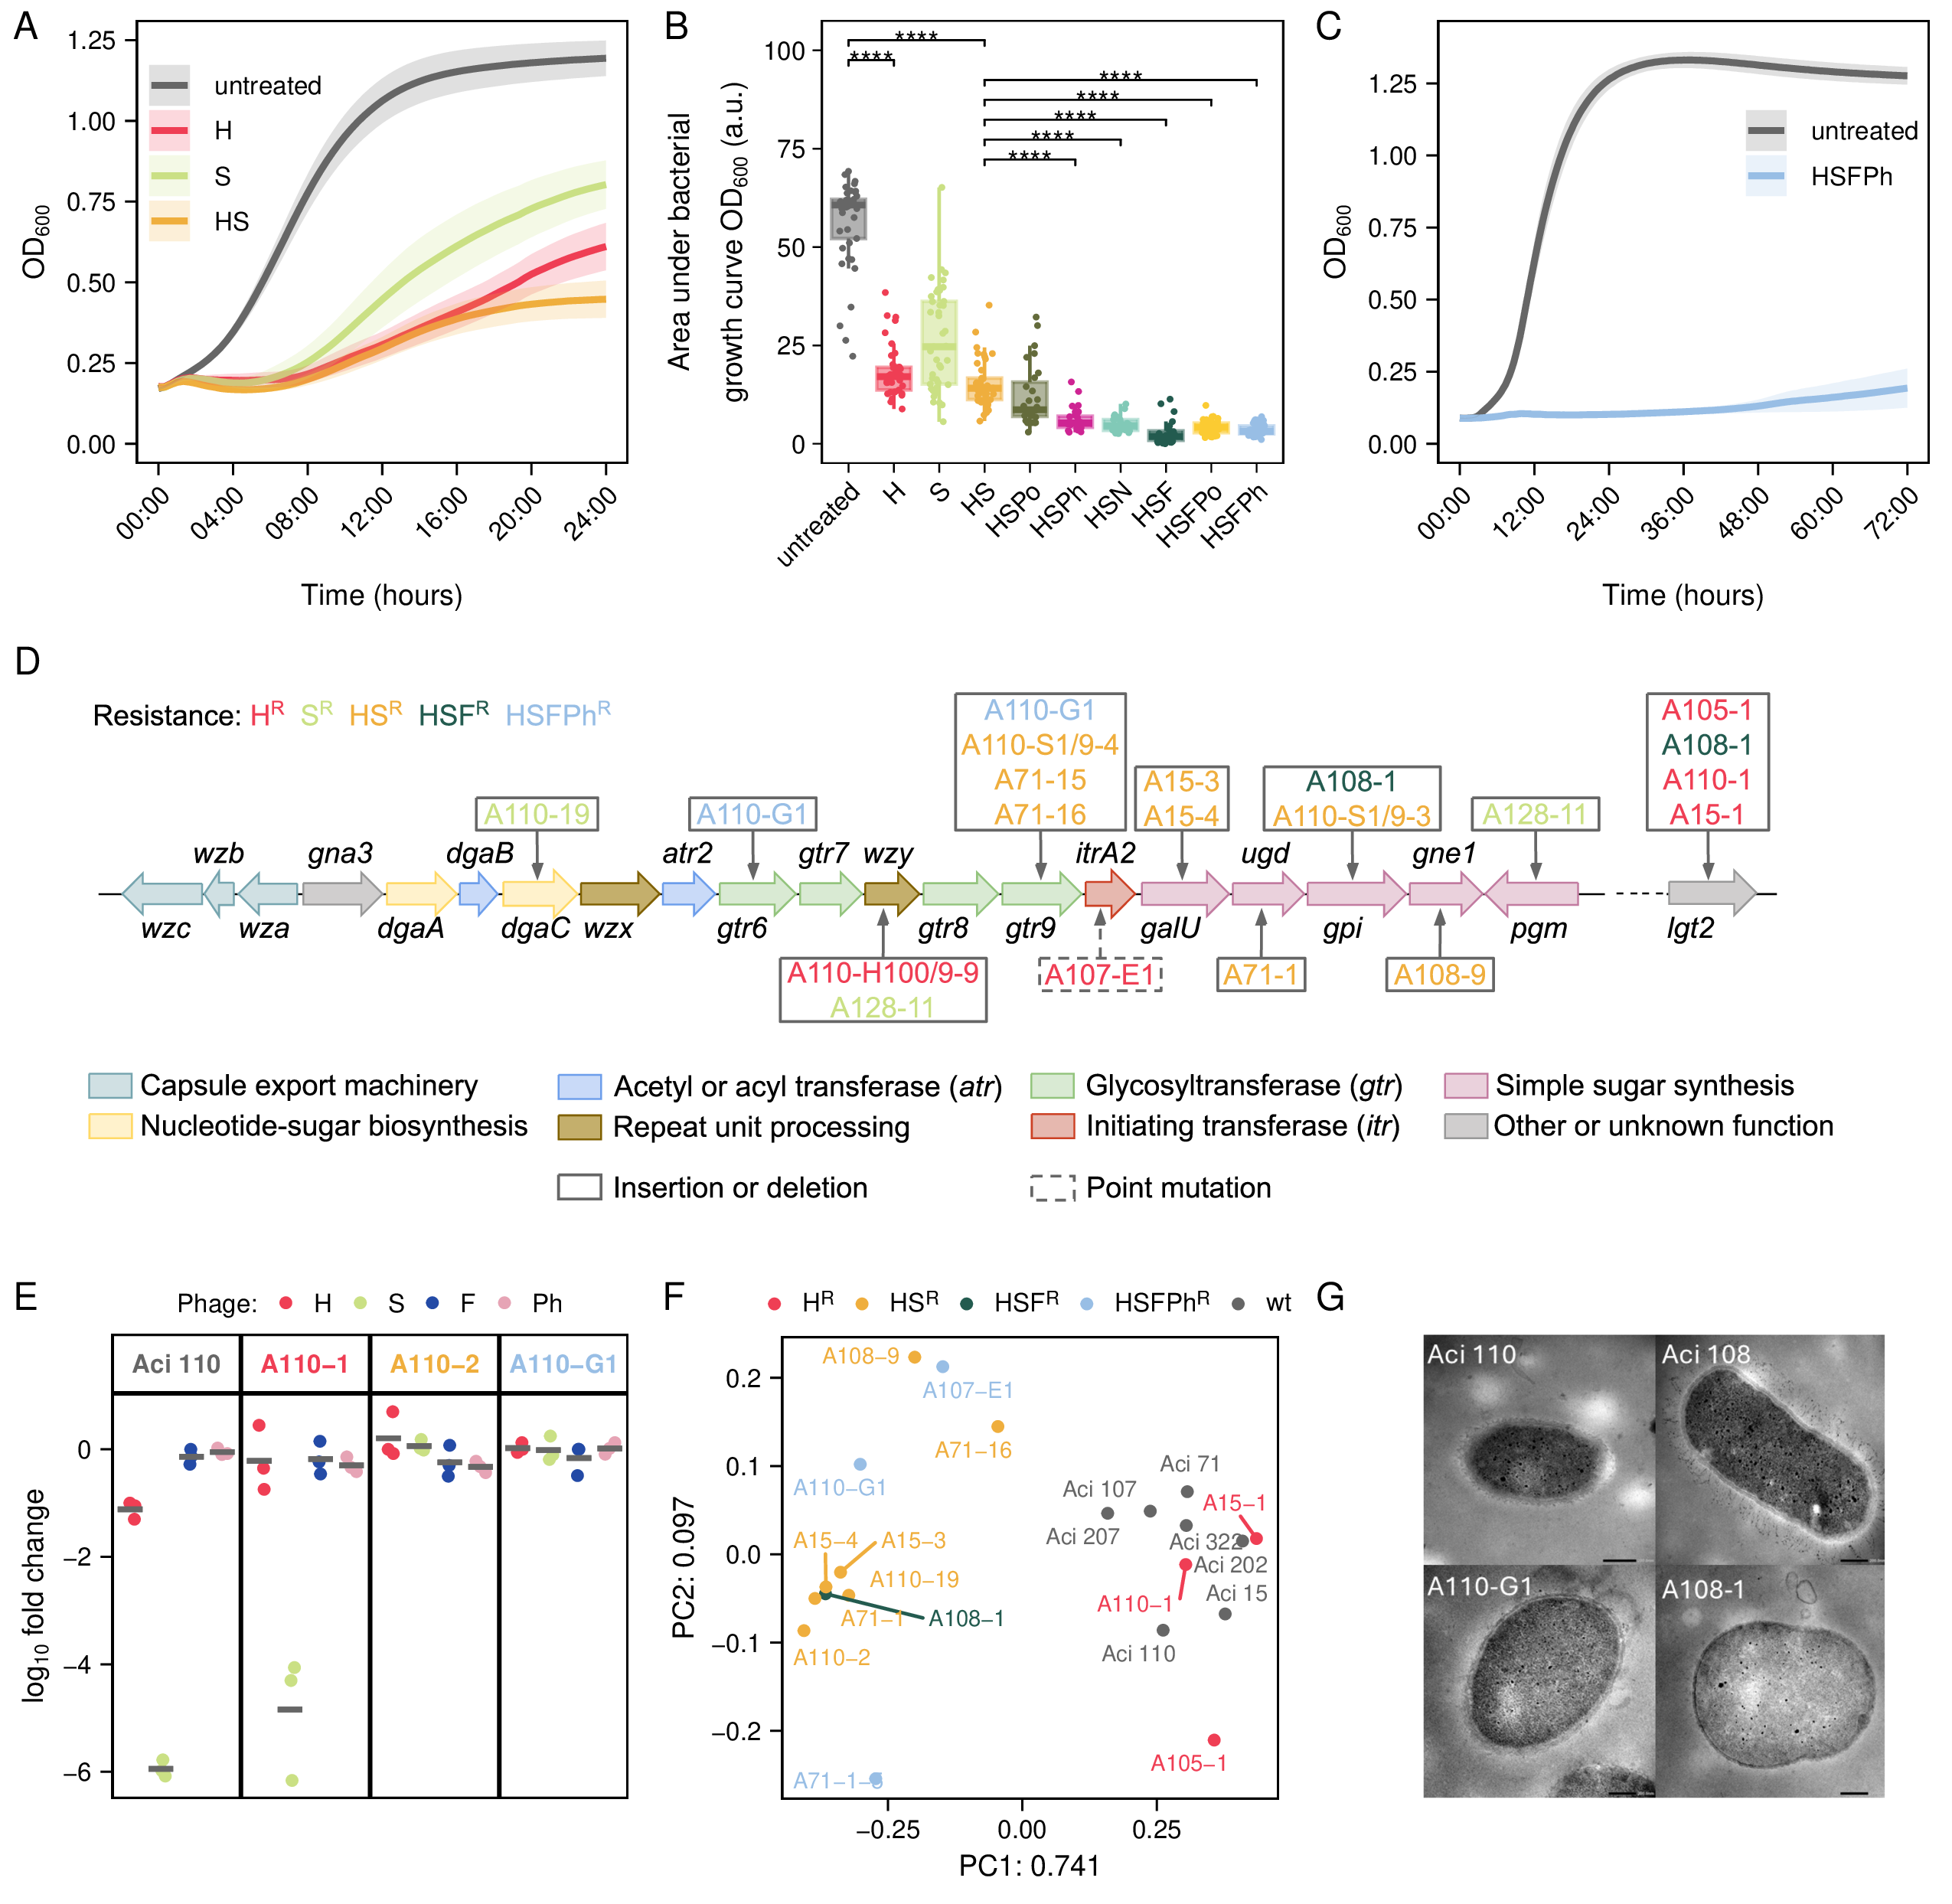 A
1.25
1.00
0.75
0.50
0.25
0.00
OD600
untreated
H
S
HS
00:00
04:00
08:00
12:00
16:00
20:00
24:00
Time (hours)
B
Area under bacterial
growth curve OD600 (a.u.)
100
75
50
25
0
****
****
****
****
****
****
****
untreated
H
S
HS
HSPo
HSPh
HSN
HSF
HSFPo
HSFPh
C
OD600
1.25
1.00
0.75
0.50
0.25
0.00
untreated
HSFPh
00:00
12:00
24:00
36:00
48:00
60:00
72:00
Time (hours)
D
Resistance: HR SR HSR HSFR HSFPhR
A110-19
A110-G1
A110-G1
A110-S1/9-4
A71-15
A71-16
A15-3
A15-4
A108-1
A110-S1/9-3
A128-11
A105-1
A108-1
A110-1
A15-1
wzb gna3 dgaB atr2 gtr7 wzy itrA2 ugd gne1
wzc wza dgaA dgaC wzx gtr6 gtr8 gtr9 galU gpi pgm lgt2
A110-H100/9-9
A128-11
A107-E1
A71-1
A108-9
Capsule export machinery
Acetyl or acyl transferase (atr)
Glycosyltransferase (gtr)
Simple sugar synthesis
Nucleotide-sugar biosynthesis
Repeat unit processing
Initiating transferase (itr)
Other or unknown function
Insertion or deletion
Point mutation
E
Phage: H S F Ph
Aci 110
A110−1
A110−2
A110−G1
log10 fold change
0
−2
−4
−6
F
HR HSR HSFR HSFPhR wt
PC2: 0.097
0.2
0.1
0.0
−0.1
−0.2
A108−9
A107−E1
A71−16
A110−G1
Aci 71
Aci 107
A15−1
Aci 207
A15−4
A15−3
Aci 322
Aci 202
A110−19
Aci 15
A110−1
A71−1
A108−1
Aci 110
A110−2
A105−1
A71−1−5
−0.25
0.00
0.25
PC1: 0.741
G
Aci 110
Aci 108
A110-G1
A108-1